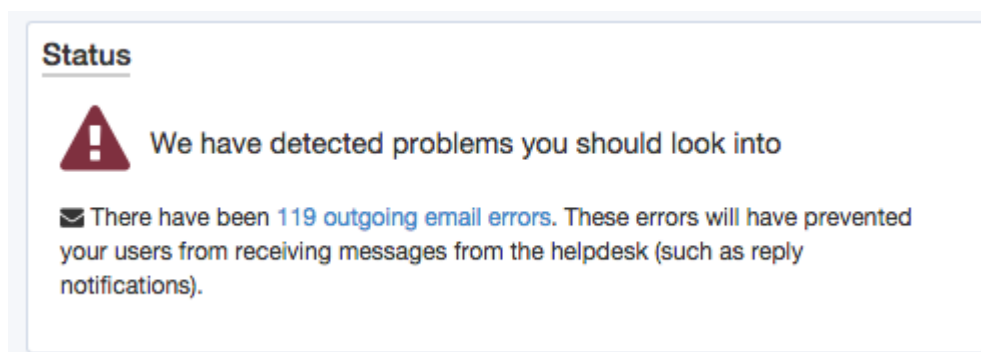 Status
We have detected problems you should look into
There have been 119 outgoing email errors. These errors will have prevented
your users from receiving messages from the helpdesk (such as reply
notifications).